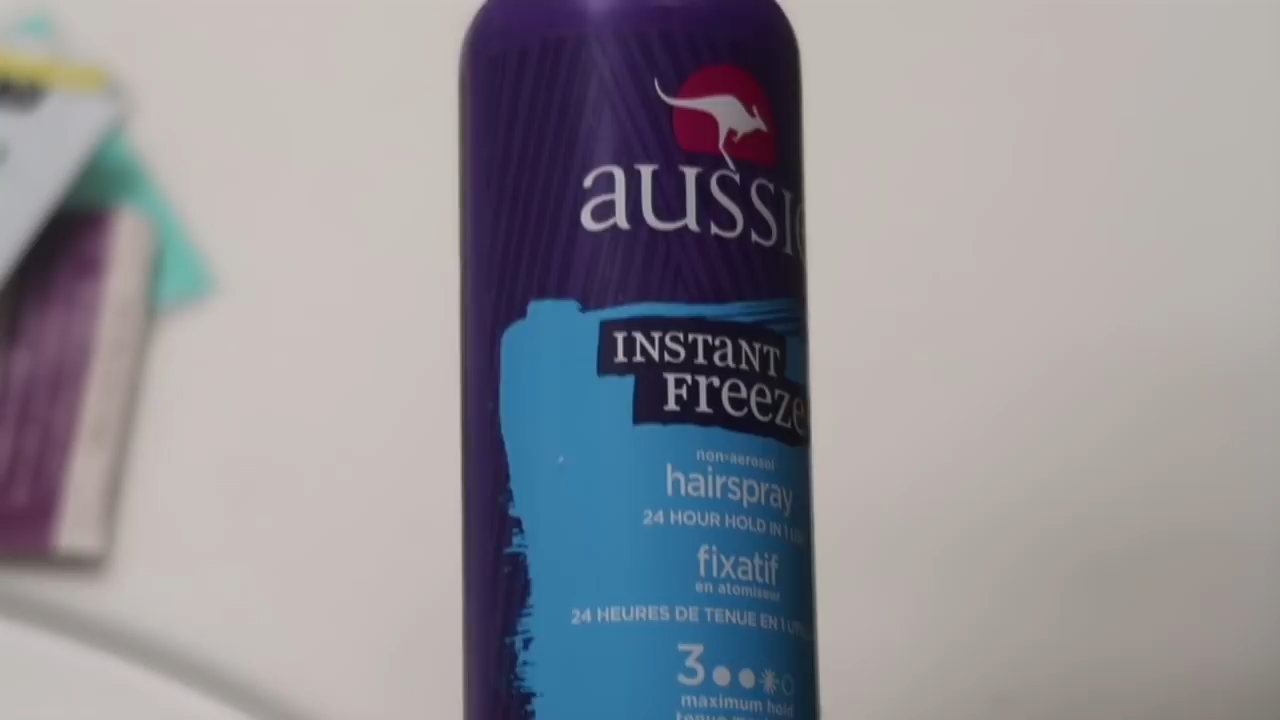 aussie
INSTANT
Freeze
non-aerosol
hairspray
24 HOUR HOLD IN 1
fixatif
en atomiseur
24 HEURES DE TENUE EN 1
3
maximum hold